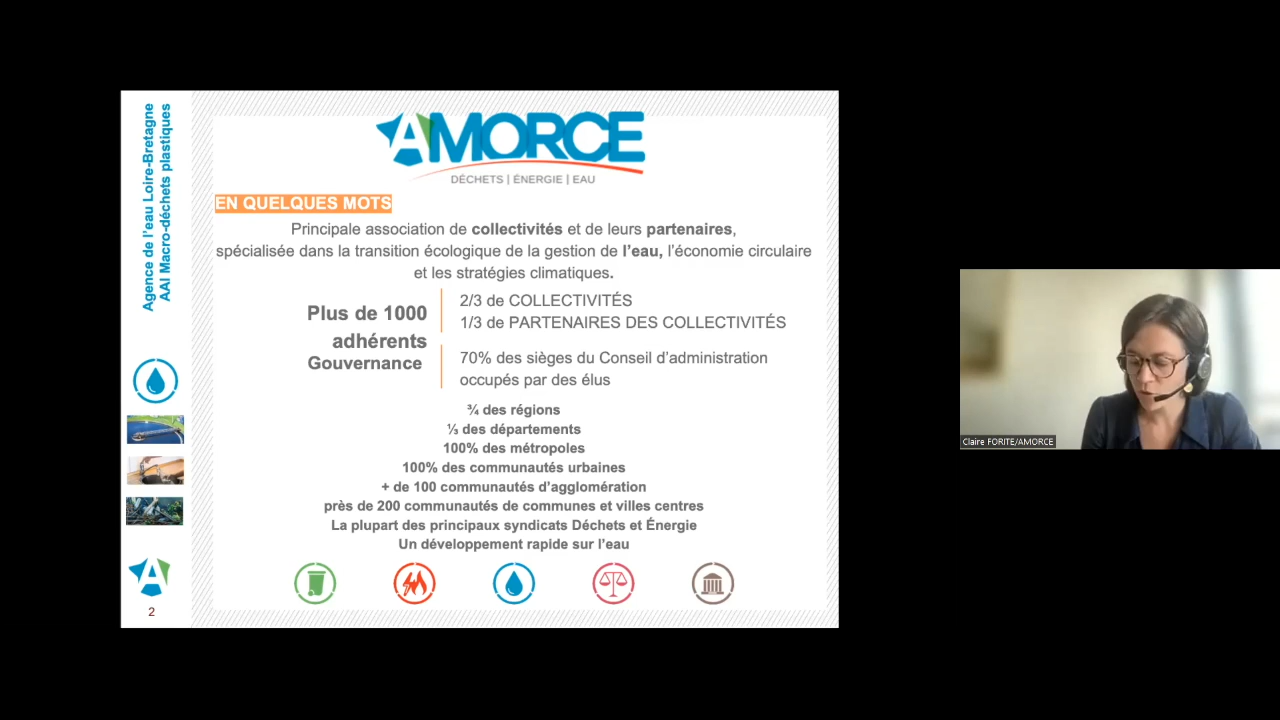 Agence de l'eau Loire-Bretagne
AAI Macro-déchets plastiques
AMORCE
DÉCHETS | ÉNERGIE | EAU
EN QUELQUES MOTS
Principale association de collectivités et de leurs partenaires,
spécialisée dans la transition écologique de la gestion de l'eau, l'économie circulaire
et les stratégies climatiques.
Plus de 1000
adhérents
2/3 de COLLECTIVITÉS
1/3 de PARTENAIRES DES COLLECTIVITÉS
Gouvernance
70% des sièges du Conseil d'administration
occupés par des élus
¾ des régions
⅓ des départements
100% des métropoles
100% des communautés urbaines
+ de 100 communautés d'agglomération
près de 200 communautés de communes et villes centres
La plupart des principaux syndicats Déchets et Énergie
Un développement rapide sur l'eau
A
2
Claire FORITE/AMORCE